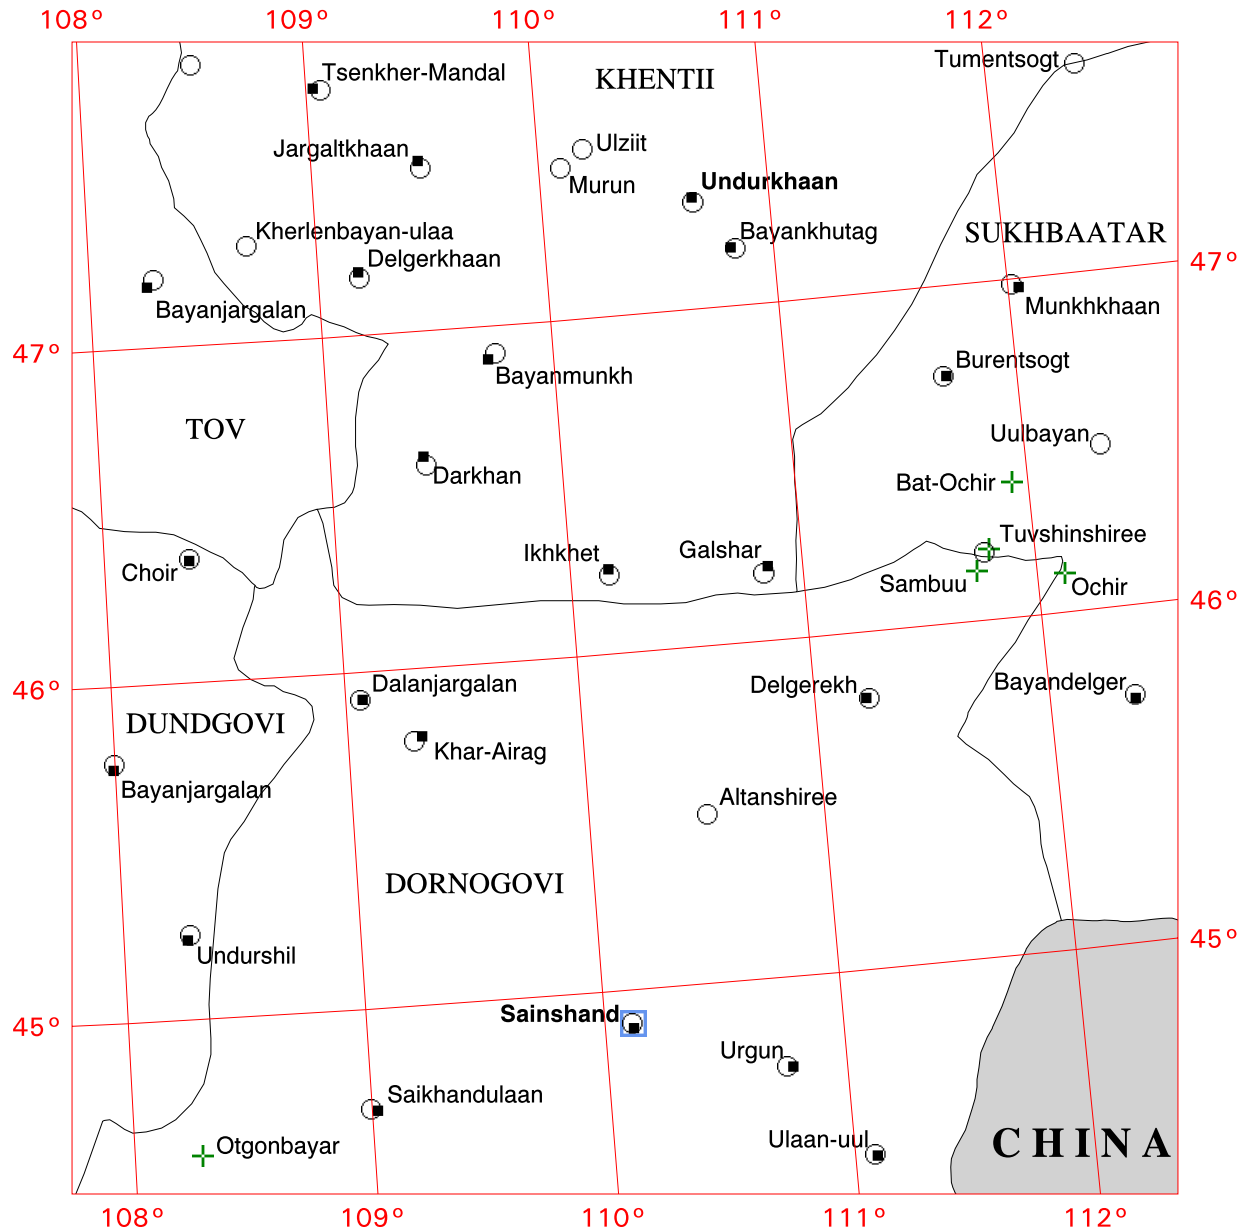 108°
109°
110°
111°
112°
Tumentsogt
Tsenkher-Mandal
KHENTII
Jargaltkhaan
Ulziit
Murun
Undurkhaan
Kherlenbayan-ulaa
Bayankhutag
SUKHBAATAR
Delgerkhaan
47°
Bayanjargalan
Munkhkhaan
47°
Burentsogt
Bayanmunkh
TOV
Uulbayan
Darkhan
Bat-Ochir
Tuvshinshiree
Ikhkhet
Galshar
Choir
Sambuu
Ochir
46°
Dalanjargalan
Delgerekh
Bayandelger
46°
DUNDGOVI
Khar-Airag
Bayanjargalan
Altanshiree
DORNOGOVI
45°
Undurshil
Sainshand
45°
Urgun
Saikhandulaan
Otgonbayar
Ulaan-uul
CHINA
108°
109°
110°
111°
112°